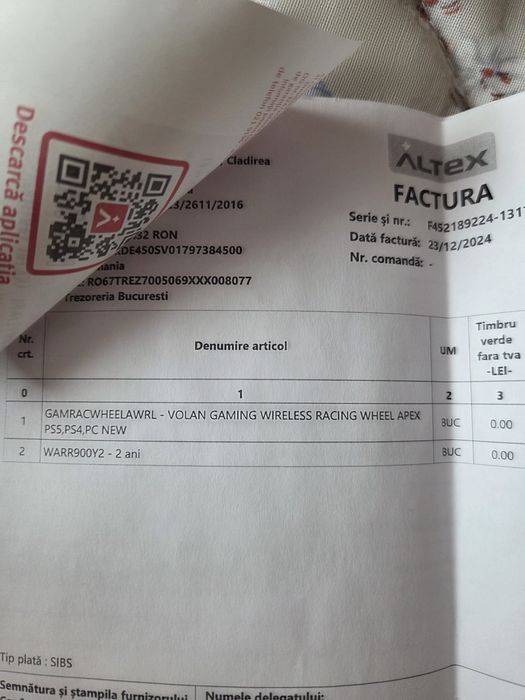 Descarcă aplicația
, Cladirea
ALTEX
FACTURA
Serie și nr.: F452189224-131
Dată factură: 23/12/2024
Nr. comandă: -
3/2611/2016
32 RON
DE450SV01797384500
mania
: RO67TREZ7005069XXX008077
Trezoreria Bucuresti
Nr. crt.
Denumire articol
UM
Timbru
verde
fara tva
-LEI-
0 1 2 3
1 GAMRACWHEELAWRL - VOLAN GAMING WIRELESS RACING WHEEL APEX BUC 0.00
PS5,PS4,PC NEW
2 WARR900Y2 - 2 ani BUC 0.00
Tip plată : SIBS
Semnătura și ștampila furnizorului Numele delegatului: